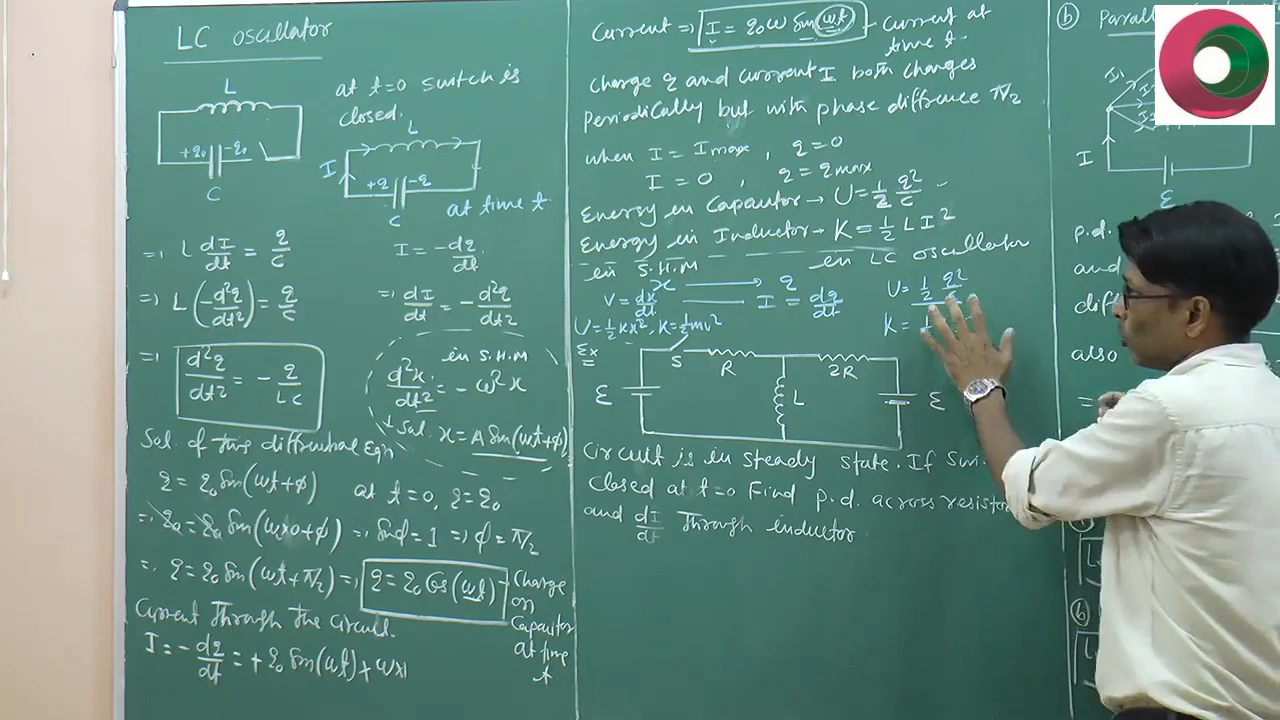 LC oscillator
L
+q₀ -q₀
C
at t=0 switch is
closed.
L
I
+q -q
C
at time t.
=> L dI/dt = q/C
I = -dq/dt.
=> L(-d²q/dt²) = q/C
=> dI/dt = -d²q/dt²
=> d²q/dt² = - q/LC
in S.H.M
d²x/dt² = -ω²x
Sol. x = A Sin(ωt+φ)
Sol. of this diffrential Eqn
q = q₀ Sin(ωt+φ)
at t=0, q=q₀
=> q₀ = q₀ Sin(ωx0+φ) => Sinφ = 1 => φ = π/2
=> q = q₀ Sin(ωt+π/2) => q = q₀ Cos(ωt)
Charge
on
Capacitor
at time
t
Current through the circuit.
I = -dq/dt = + q₀ Sin(ωt) + ωx1
Current => I = q₀ω Sin(ωt)
current at
time t.
Charge q and current I both changes
Periodically but with phase diffrence π/2
when I = Imax , q=0
I = 0 , q = qmax
Energy in Capacitor → U = 1/2 q²/C
Energy in Inductor → K = 1/2 LI²
in S.H.M
in LC oscillator
x → q
V = dx/dt
I = dq/dt
U = 1/2 q²
U = 1/2 Kx², K = 1/2 mv²
K =
Ex
S
R
2R
L
ε
ε
Circuit is in steady state. If
closed at t=0 Find p.d. across resistor
and dI/dt through inductor.
(b)
I
ε
p.d.
and
also
=
(b)